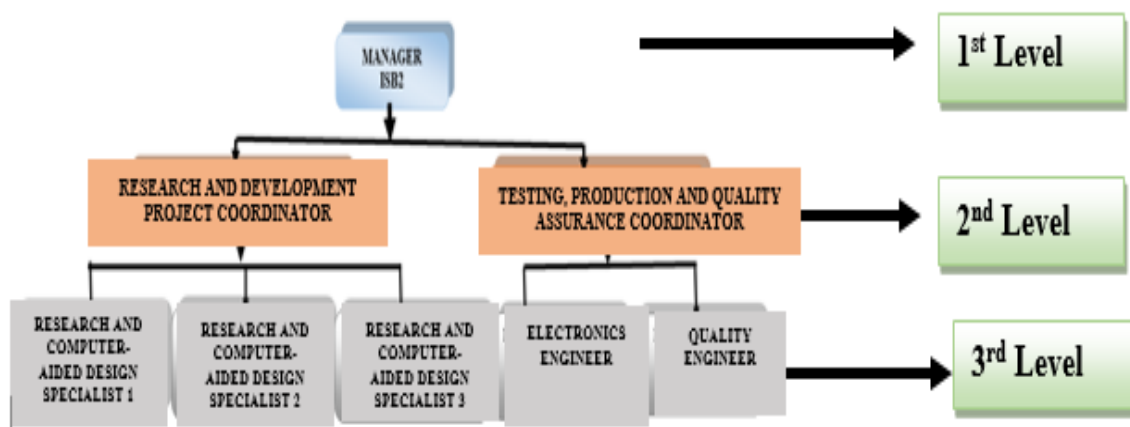 MANAGER
ISB2
1st Level
RESEARCH AND DEVELOPMENT
PROJECT COORDINATOR
TESTING, PRODUCTION AND QUALITY
ASSURANCE COORDINATOR
2nd Level
RESEARCH AND
COMPUTER-
AIDED DESIGN
SPECIALIST 1
RESEARCH AND
COMPUTER-
AIDED DESIGN
SPECIALIST 2
RESEARCH AND
COMPUTER-
AIDED DESIGN
SPECIALIST 3
ELECTRONICS
ENGINEER
QUALITY
ENGINEER
3rd Level